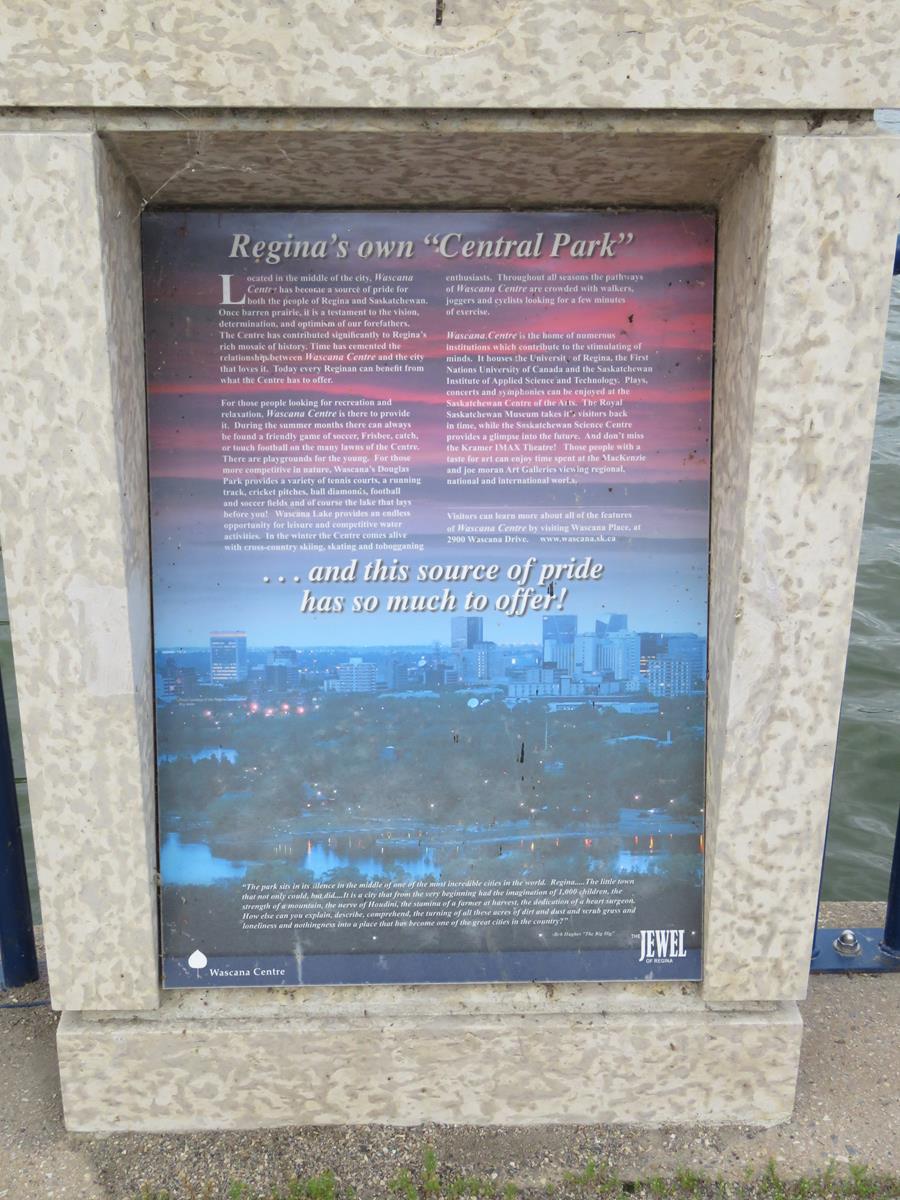 Regina's own "Central Park"
Located in the middle of the city, Wascana
Centre has become a source of pride for
both the people of Regina and Saskatchewan.
Once barren prairie, it is a testament to the vision,
determination, and optimism of our forefathers.
The Centre has contributed significantly to Regina's
rich mosaic of history. Time has cemented the
relationship between Wascana Centre and the city
that loves it. Today every Reginan can benefit from
what the Centre has to offer.
For those people looking for recreation and
relaxation, Wascana Centre is there to provide
it. During the summer months there can always
be found a friendly game of soccer, Frisbee, catch,
or touch football on the many lawns of the Centre.
There are playgrounds for the young. For those
more competitive in nature, Wascana's Douglas
Park provides a variety of tennis courts, a running
track, cricket pitches, ball diamonds, football
and soccer fields and of course the lake that lays
before you! Wascana Lake provides an endless
opportunity for leisure and competitive water
activities. In the winter the Centre comes alive
with cross-country skiing, skating and tobogganing
enthusiasts. Throughout all seasons the pathways
of Wascana Centre are crowded with walkers,
joggers and cyclists looking for a few minutes
of exercise.
Wascana Centre is the home of numerous
institutions which contribute to the stimulating of
minds. It houses the University of Regina, the First
Nations University of Canada and the Saskatchewan
Institute of Applied Science and Technology. Plays,
concerts and symphonies can be enjoyed at the
Saskatchewan Centre of the Arts. The Royal
Saskatchewan Museum takes it's visitors back
in time, while the Saskatchewan Science Centre
provides a glimpse into the future. And don't miss
the Kramer IMAX Theatre! Those people with a
taste for art can enjoy time spent at the MacKenzie
and joe moran Art Galleries viewing regional,
national and international works.
Visitors can learn more about all of the features
of Wascana Centre by visiting Wascana Place, at
2900 Wascana Drive. www.wascana.sk.ca
. . . and this source of pride
has so much to offer!
"The park sits in its silence in the middle of one of the most incredible cities in the world. Regina.....The little town
that not only could, but did....It is a city that from the very beginning had the imagination of 1,000 children, the
strength of a mountain, the nerve of Houdini, the stamina of a farmer at harvest, the dedication of a heart surgeon.
How else can you explain, describe, comprehend, the turning of all these acres of dirt and dust and scrub grass and
loneliness and nothingness into a place that has become one of the great cities in the country?"
-Bob Hughes "The Big Dig"
THE JEWEL
OF REGINA
Wascana Centre